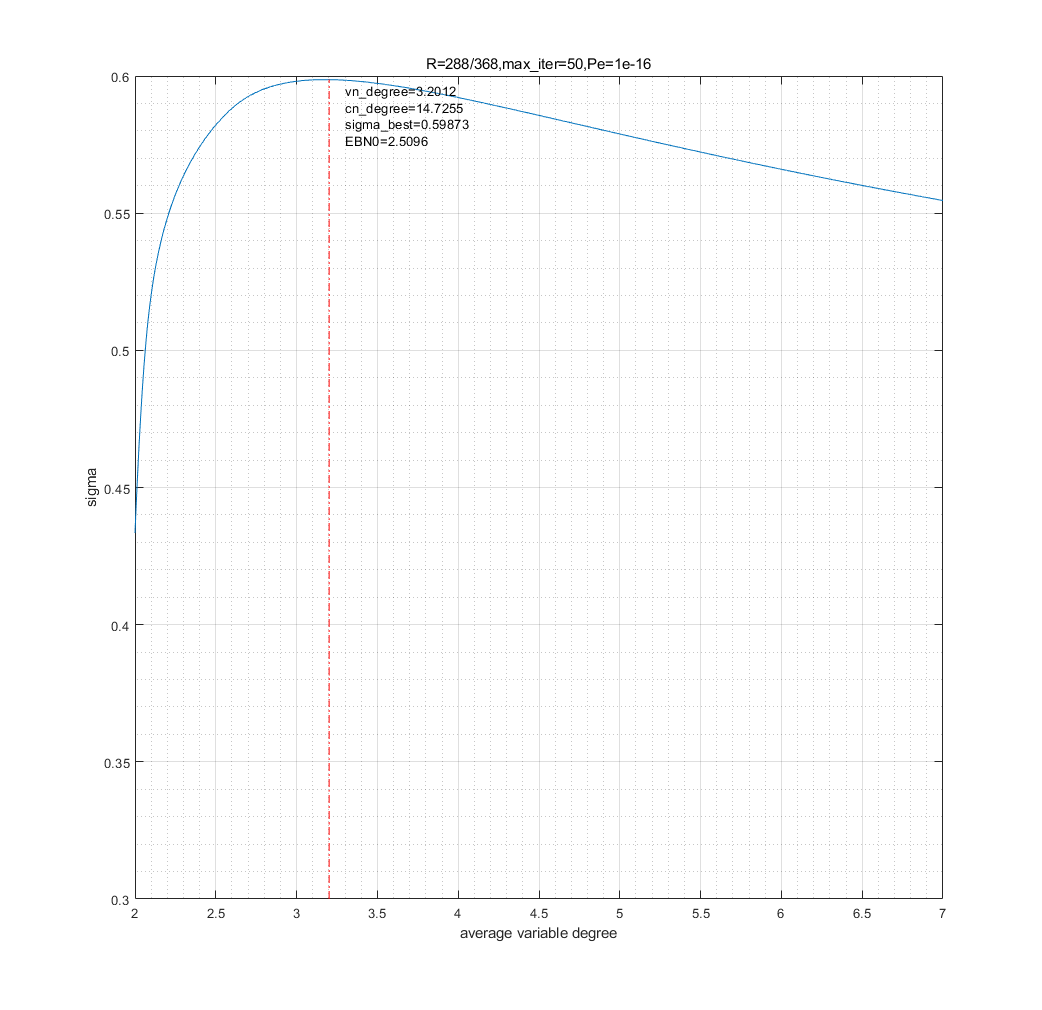 R=288/368,max_iter=50,Pe=1e-16
0.6
vn_degree=3.2012
cn_degree=14.7255
sigma_best=0.59873
EBN0=2.5096
0.55
0.5
sigma
0.45
0.4
0.35
0.3
2 2.5 3 3.5 4 4.5 5 5.5 6 6.5 7
average variable degree